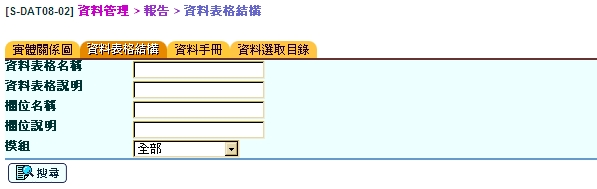 [S-DAT08-02] 資料管理 > 報告 > 資料表格結構
實體關係圖 資料表格結構 資料手冊 資料選取目錄
資料表格名稱
資料表格說明
欄位名稱
欄位說明
模組 全部
搜尋